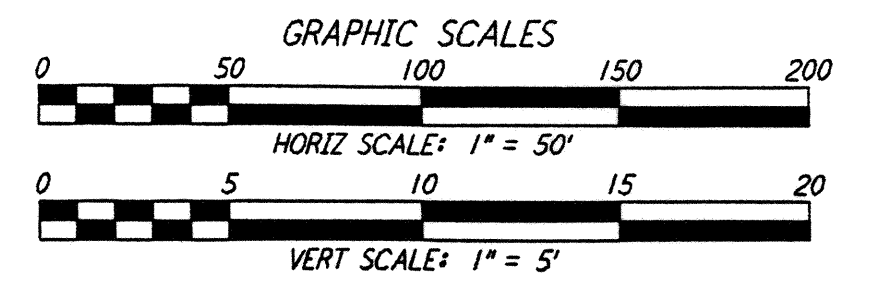 GRAPHIC SCALES
0 50 100 150 200
HORIZ SCALE: 1" = 50'
0 5 10 15 20
VERT SCALE: 1" = 5'